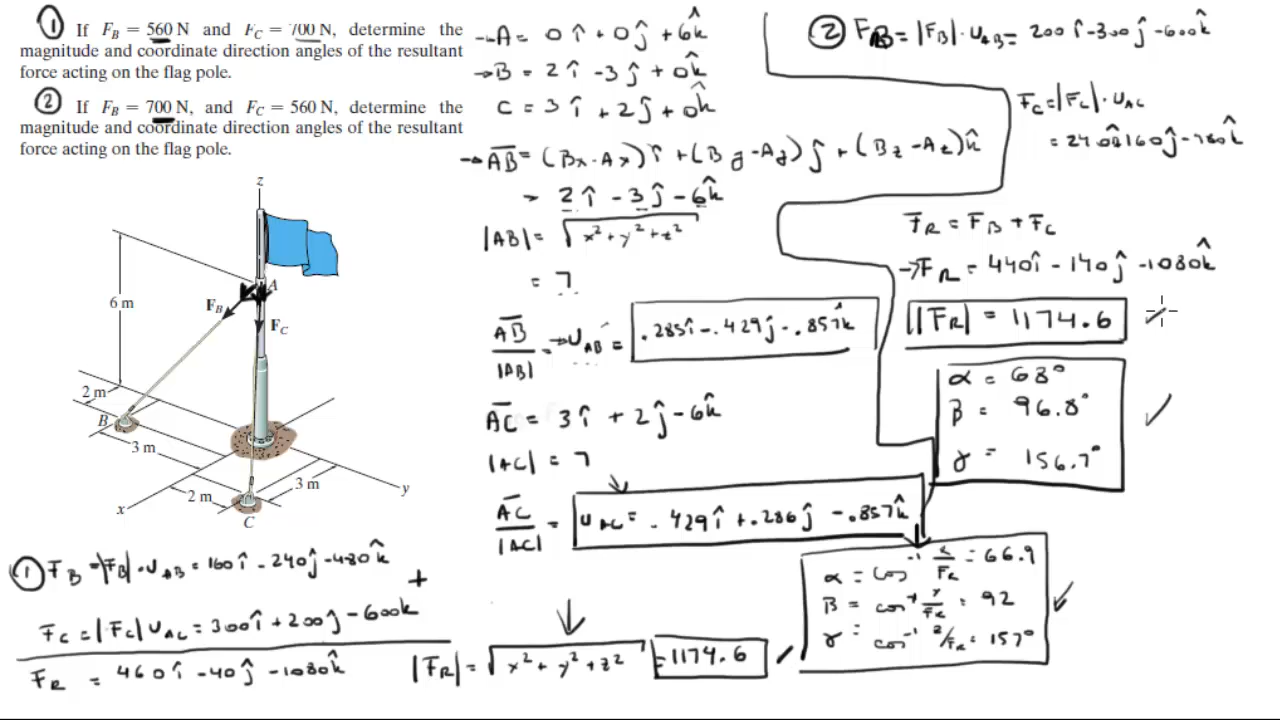 ① If F_B = 560 N and F_C = 700 N, determine the
magnitude and coordinate direction angles of the resultant
force acting on the flag pole.
② If F_B = 700 N, and F_C = 560 N, determine the
magnitude and coordinate direction angles of the resultant
force acting on the flag pole.
z
A
6 m
F_B
F_C
2 m
B
3 m
2 m
3 m
x
y
C
→A = 0î + 0ĵ + 6k̂
→B = 2î - 3ĵ + 0k̂
C = 3î + 2ĵ + 0k̂
→AB = (Bx - Ax)î + (By - Ay)ĵ + (Bz - Az)k̂
= 2î - 3ĵ - 6k̂
|AB| = √x² + y² + z²
= 7
AB/|AB| = → U_AB = .285î - .429ĵ - .857k̂
AC = 3î + 2ĵ - 6k̂
|AC| = 7
AC/|AC| = U_AC = .429î + .286ĵ - .857k̂
① F_B = |F_B| · U_AB = 160î - 240ĵ - 480k̂
+
F_C = |F_C| U_AC = 300î + 200ĵ - 600k
F_R = 460î - 40ĵ - 1080k̂
|F_R| = √x² + y² + z² = 1174.6
α = cos⁻¹ x/F_R = 66.9
β = cos⁻¹ y/F_R = 92
γ = cos⁻¹ z/F_R = 157°
② F_B = |F_B| · U_AB = 200î - 300ĵ - 600k̂
F_C = |F_C| · U_AC
= 240î 160ĵ - 480k̂
F_R = F_B + F_C
→F_R = 440î - 140ĵ - 1080k̂
|F_R| = 1174.6
α = 68°
β = 96.8°
γ = 156.7°